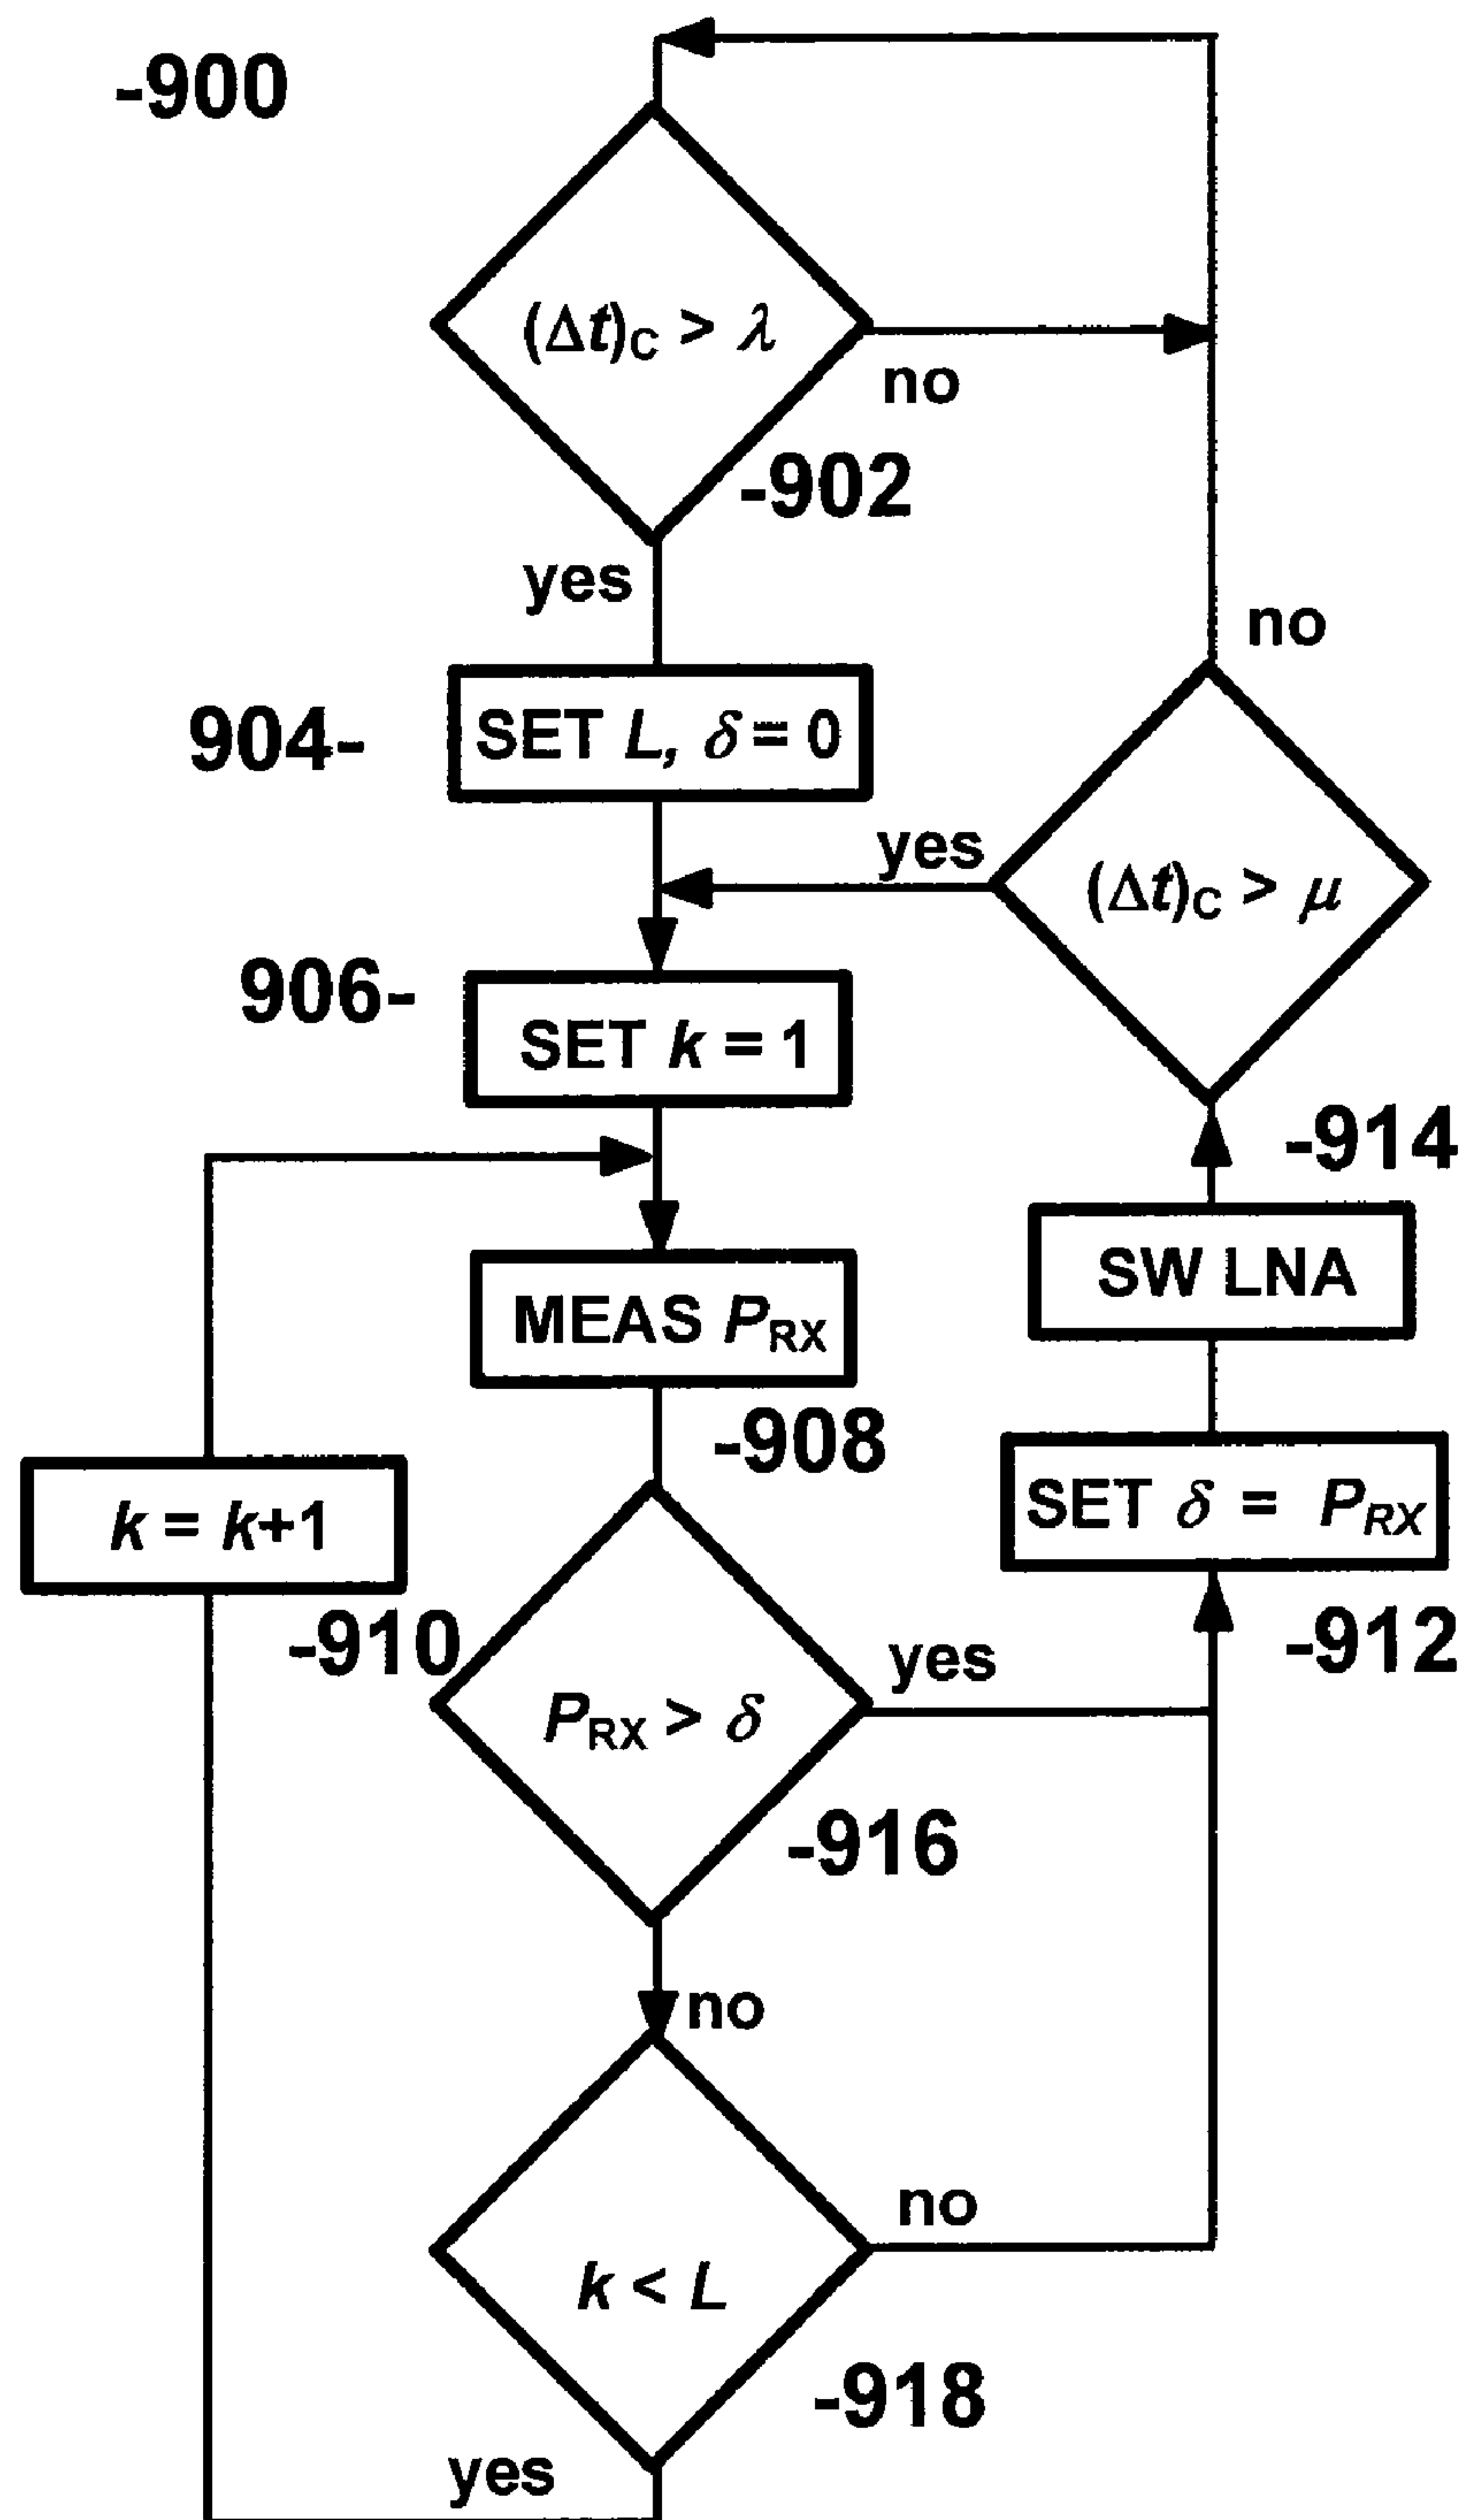 -900
(Δt)C > λ
no
-902
yes
904-
SET L, δ = 0
no
yes
(Δt)C > μ
906-
SET k = 1
-914
SW LNA
MEAS PRX
-908
SET δ = PRX
k = k+1
-910
-912
yes
PRX > δ
-916
no
no
k < L
-918
yes